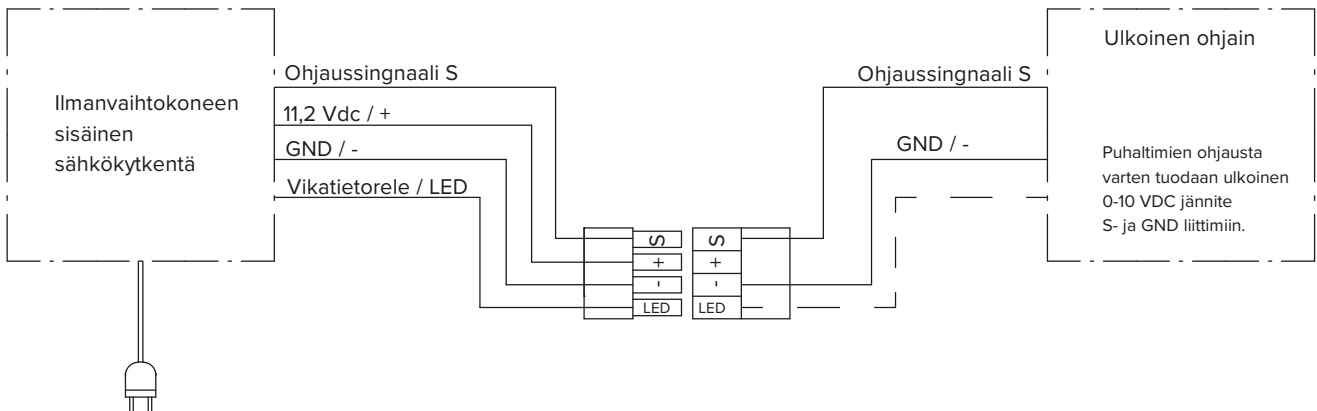 Ilmanvaihtokoneen
sisäinen
sähkökytkentä
Ohjaussingnaali S
11,2 Vdc / +
GND / -
Vikatietorele / LED
S
+
-
LED
S
+
-
LED
Ohjaussingnaali S
GND / -
Ulkoinen ohjain
Puhaltimien ohjausta
varten tuodaan ulkoinen
0-10 VDC jännite
S- ja GND liittimiin.